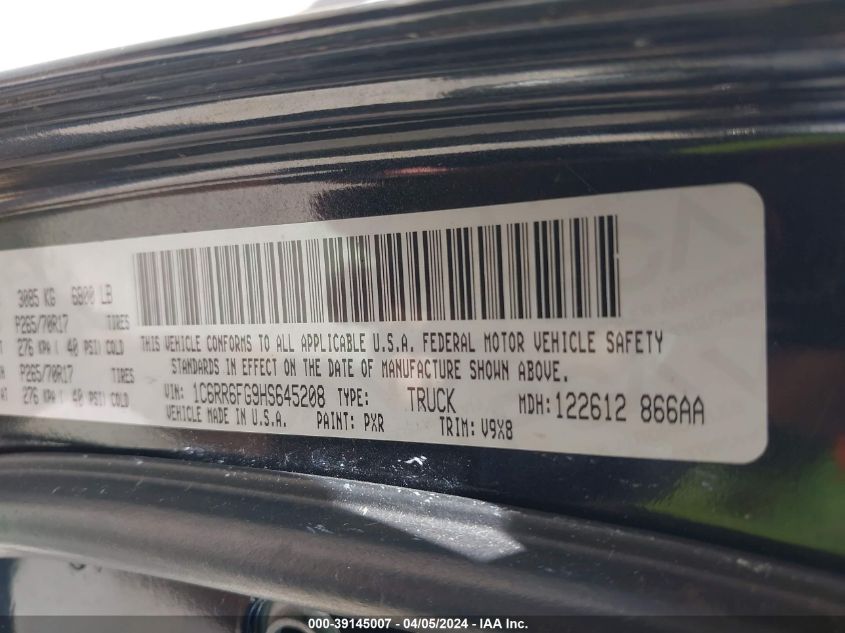 3085 KG 6800 LB
P265/70R17 TIRES
276 KPA ( 40 PSI) COLD
P265/70R17 TIRES
276 KPA ( 40 PSI) COLD
THIS VEHICLE CONFORMS TO ALL APPLICABLE U.S.A. FEDERAL MOTOR VEHICLE SAFETY
STANDARDS IN EFFECT ON THE DATE OF MANUFACTURE SHOWN ABOVE.
VIN: 1C6RR6FG9HS645208 TYPE: TRUCK MDH: 122612 866AA
VEHICLE MADE IN U.S.A. PAINT: PXR TRIM: V9X8
000-39145007 - 04/05/2024 - IAA Inc.